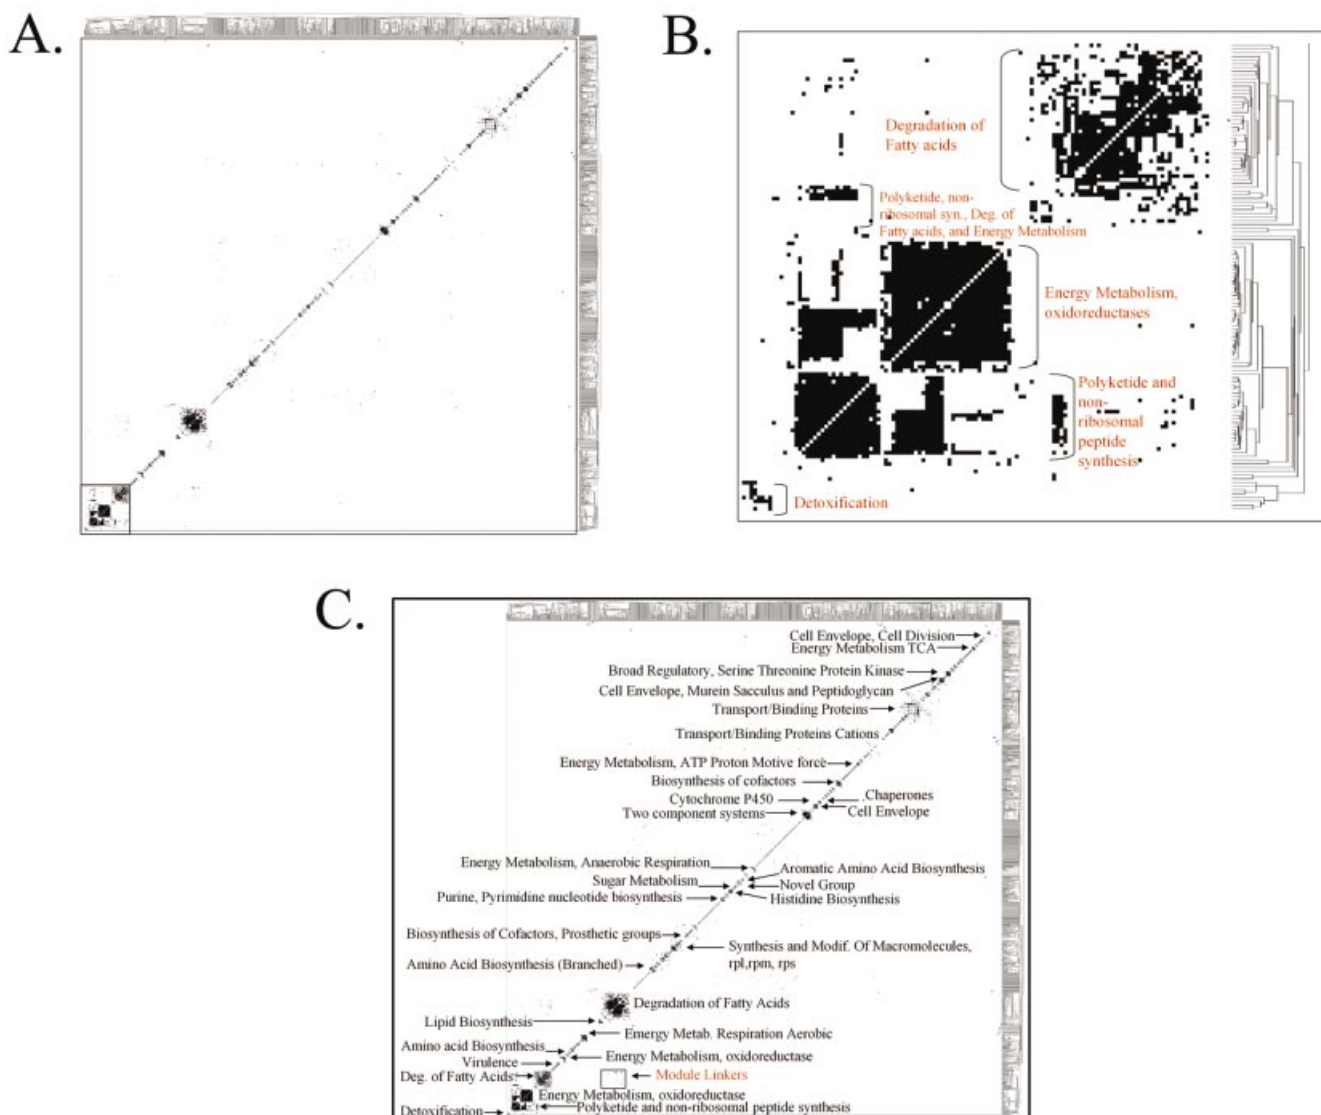 A.
B.
Degradation of
Fatty acids
Polyketide, non-
ribosomal syn., Deg. of
Fatty acids, and Energy Metabolism
Energy Metabolism,
oxidoreductases
Polyketide and
non-
ribosomal
peptide
synthesis
Detoxification
C.
Cell Envelope, Cell Division
Energy Metabolism TCA
Broad Regulatory, Serine Threonine Protein Kinase
Cell Envelope, Murein Sacculus and Peptidoglycan
Transport/Binding Proteins
Transport/Binding Proteins Cations
Energy Metabolism, ATP Proton Motive force
Biosynthesis of cofactors
Cytochrome P450
Chaperones
Two component systems
Cell Envelope
Energy Metabolism, Anaerobic Respiration
Aromatic Amino Acid Biosynthesis
Sugar Metabolism
Novel Group
Purine, Pyrimidine nucleotide biosynthesis
Histidine Biosynthesis
Biosynthesis of Cofactors, Prosthetic groups
Synthesis and Modif. Of Macromolecules,
rpl,rpm, rps
Amino Acid Biosynthesis (Branched)
Degradation of Fatty Acids
Lipid Biosynthesis
Emergy Metab. Respiration Aerobic
Amino acid Biosynthesis
Energy Metabolism, oxidoreductase
Virulence
Deg. of Fatty Acids
Module Linkers
Energy Metabolism, oxidoreductase
Polyketide and non-ribosomal peptide synthesis
Detoxification